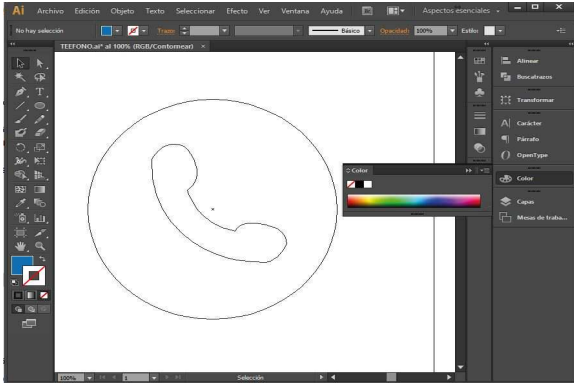 Ai Archivo Edición Objeto Texto Seleccionar Efecto Ver Ventana Ayuda Br Aspectos esenciales
No hay selección Trazo Básico Opacidad: 100% Estilo:
TEEFONO.ai* al 100% (RGB/Contornear) ×
Alinear
Buscatrazos
Transformar
Carácter
Párrafo
OpenType
Color
Color
Capas
Mesas de traba...
100% 1 Selección